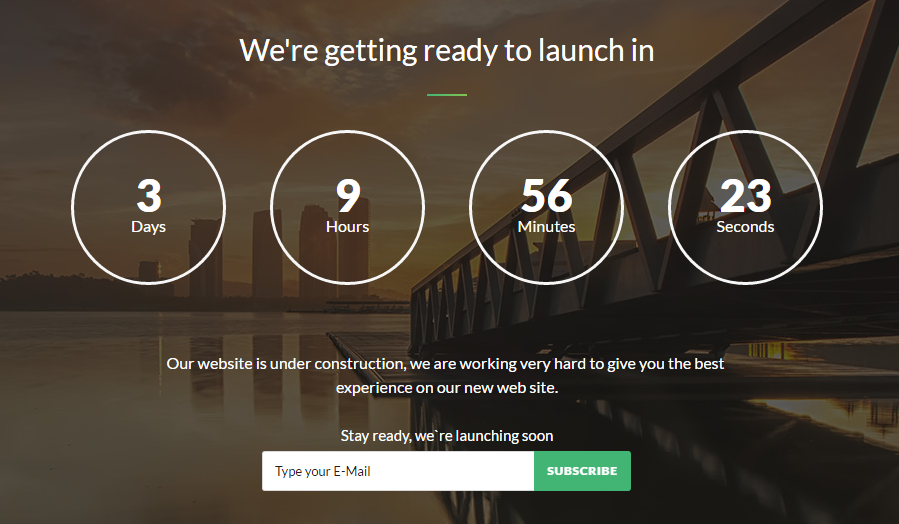 We're getting ready to launch in
3
Days
9
Hours
56
Minutes
23
Seconds
Our website is under construction, we are working very hard to give you the best
experience on our new web site.
Stay ready, we`re launching soon
Type your E-Mail
SUBSCRIBE